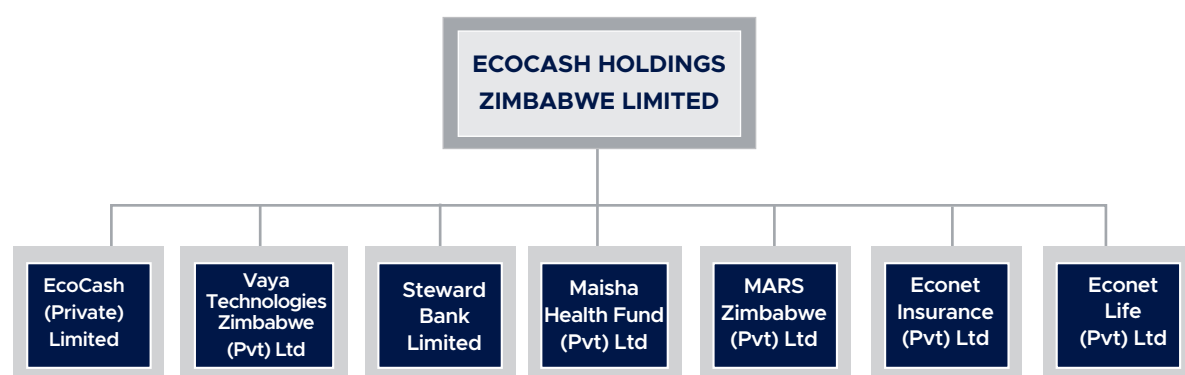 ECOCASH HOLDINGS
ZIMBABWE LIMITED
EcoCash
(Private)
Limited
Vaya
Technologies
Zimbabwe
(Pvt) Ltd
Steward
Bank
Limited
Maisha
Health Fund
(Pvt) Ltd
MARS
Zimbabwe
(Pvt) Ltd
Econet
Insurance
(Pvt) Ltd
Econet
Life
(Pvt) Ltd